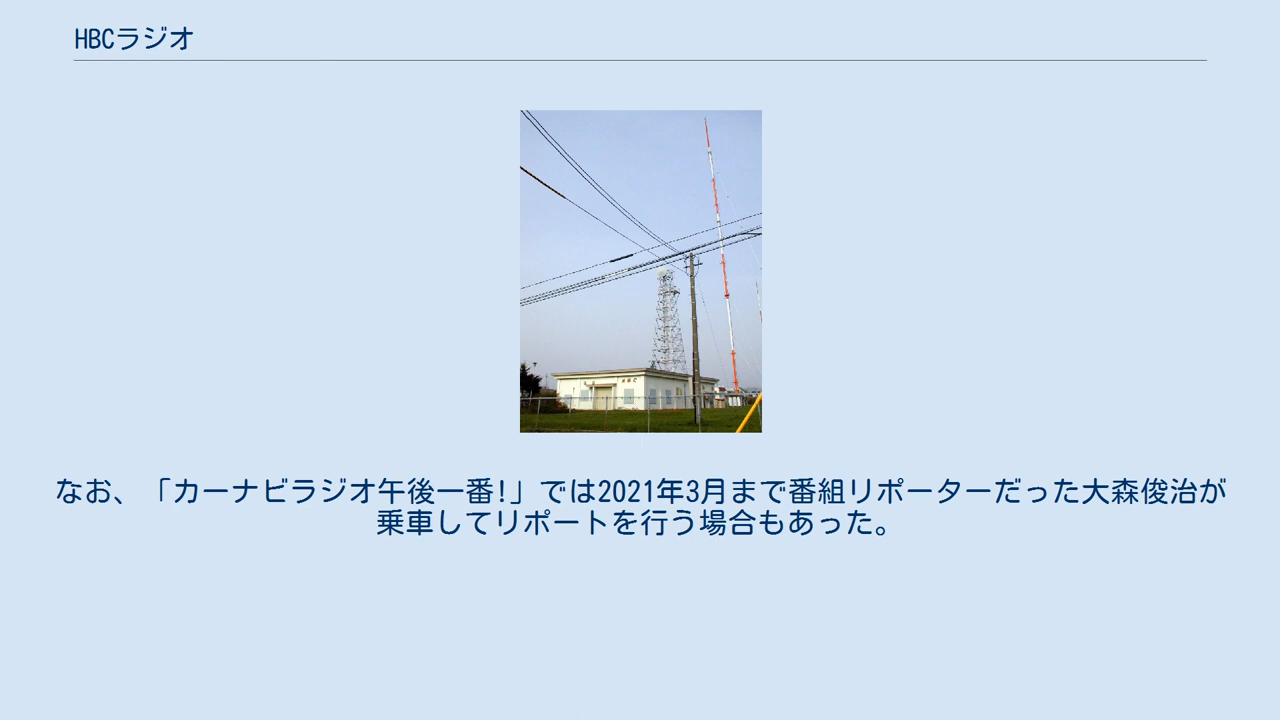 HBCラジオ
なお、「カーナビラジオ午後一番!」では2021年3月まで番組リポーターだった大森俊治が
乗車してリポートを行う場合もあった。